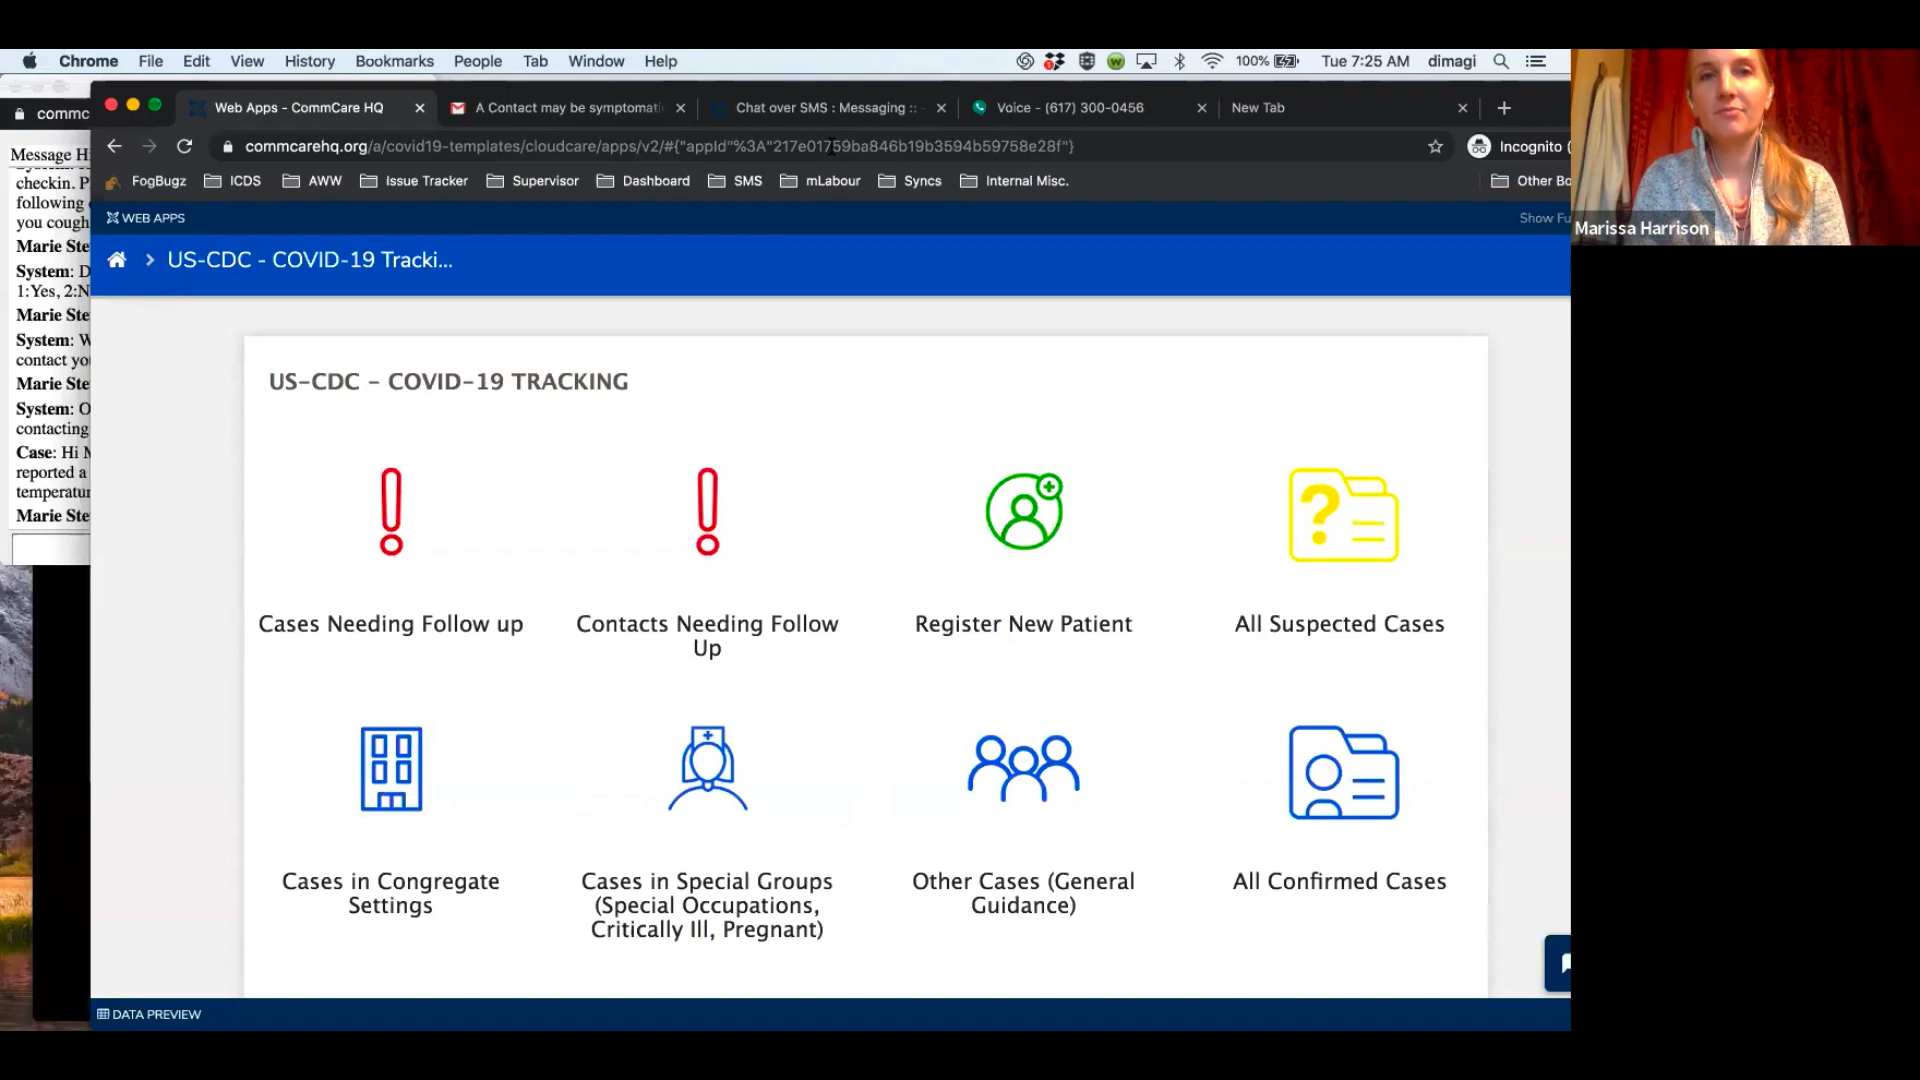 Chrome File Edit View History Bookmarks People Tab Window Help 100% Tue 7:25 AM dimagi
Web Apps - CommCare HQ
A Contact may be symptomati
Chat over SMS : Messaging :: -
Voice - (617) 300-0456
New Tab
commc
commcarehq.org/a/covid19-templates/cloudcare/apps/v2/#{"appId"%3A"217e01759ba846b19b3594b59758e28f"}
Incognito (
FogBugz ICDS AWW Issue Tracker Supervisor Dashboard SMS mLabour Syncs Internal Misc. Other Bo
Message Hi
checkin. P
following
you cough
Marie Ste
System: D
1:Yes, 2:N
Marie Ste
System: W
contact yo
Marie Ste
System: O
contacting
Case: Hi M
reported a
temperatur
Marie Ste
WEB APPS
Show Fu
US-CDC - COVID-19 Tracki...
US-CDC - COVID-19 TRACKING
Cases Needing Follow up
Contacts Needing Follow
Up
Register New Patient
All Suspected Cases
Cases in Congregate
Settings
Cases in Special Groups
(Special Occupations,
Critically Ill, Pregnant)
Other Cases (General
Guidance)
All Confirmed Cases
DATA PREVIEW
Marissa Harrison